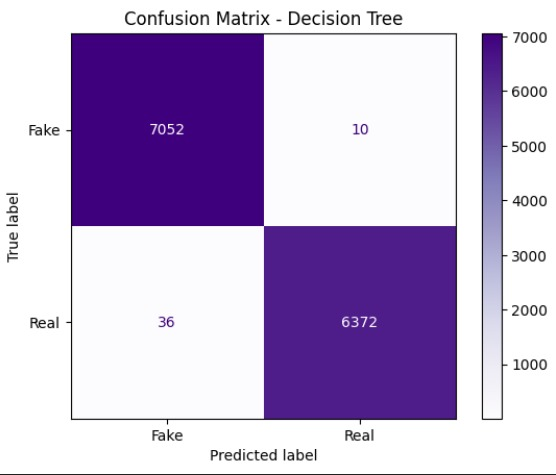 Confusion Matrix - Decision Tree
Fake
7052
10
Real
36
6372
Fake
Real
Predicted label
True label
7000
6000
5000
4000
3000
2000
1000